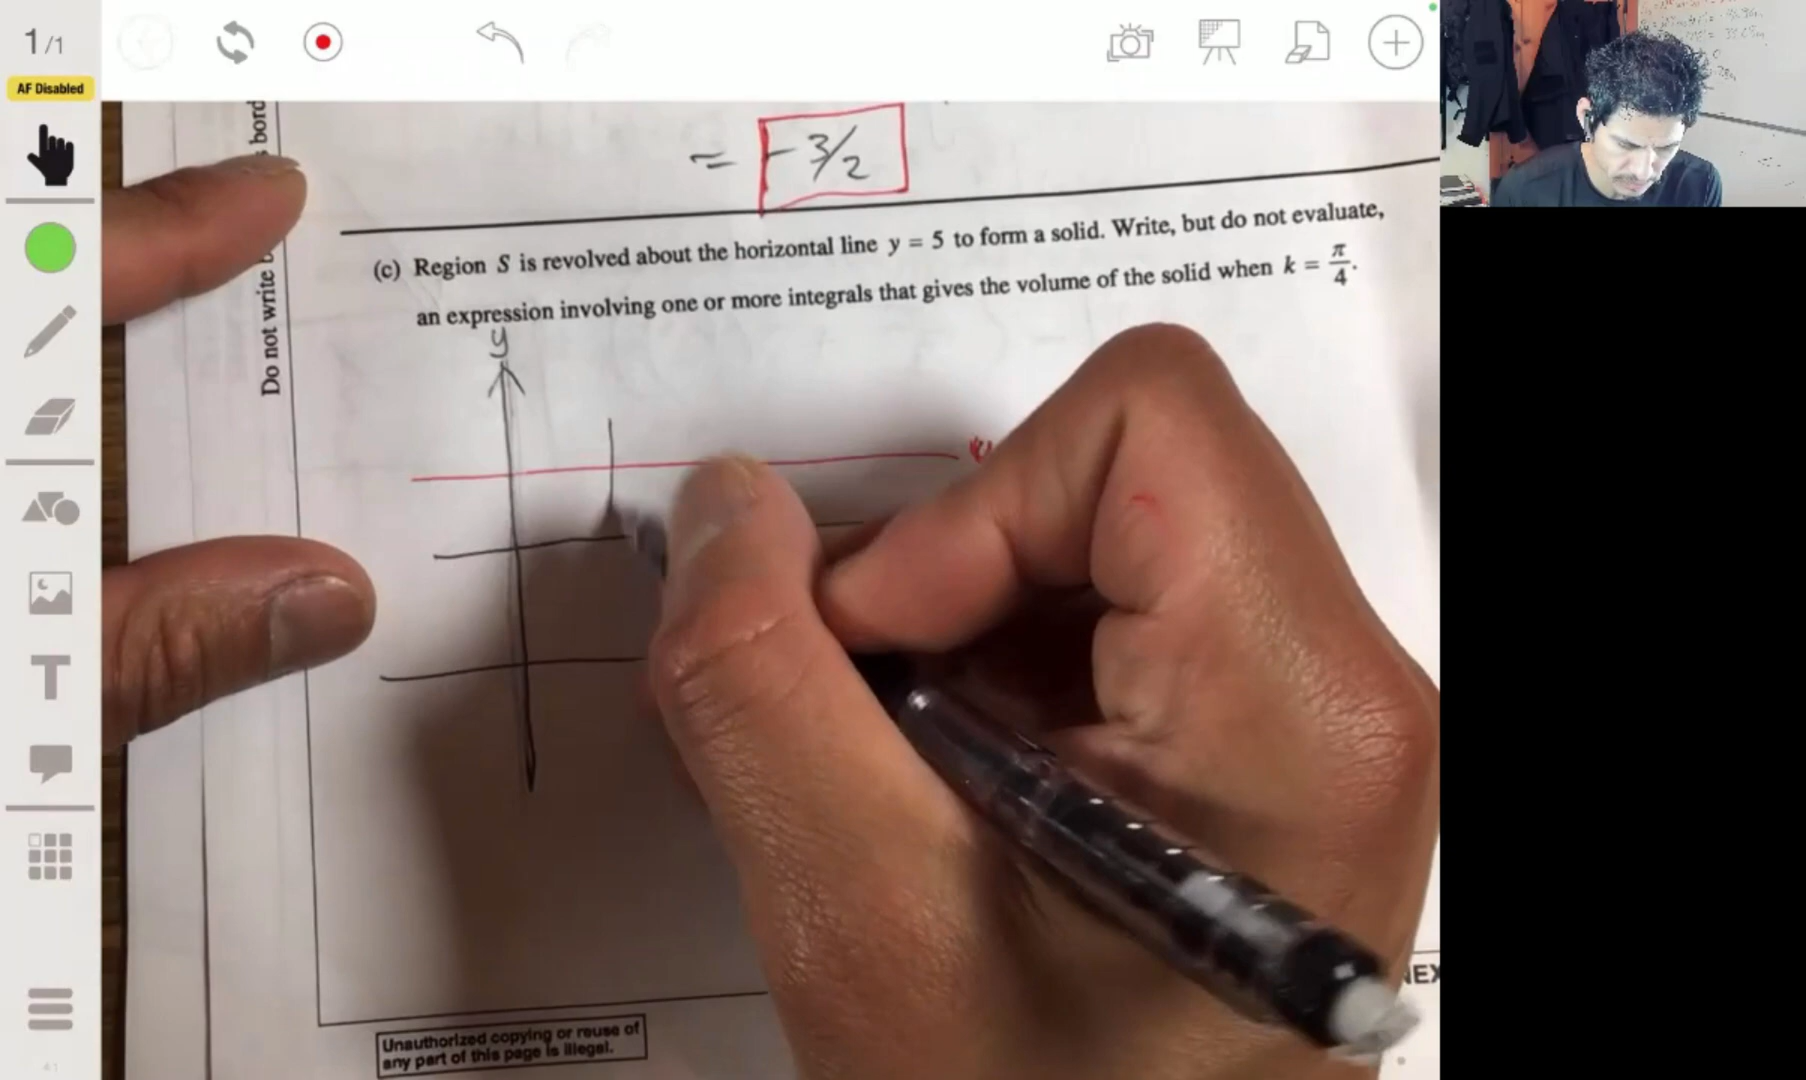 1/1
AF Disabled
= -3/2
(c) Region S is revolved about the horizontal line y = 5 to form a solid. Write, but do not evaluate,
an expression involving one or more integrals that gives the volume of the solid when k = π/4.
y
Do not write
bord
T
NEX
Unauthorized copying or reuse of
any part of this page is illegal.